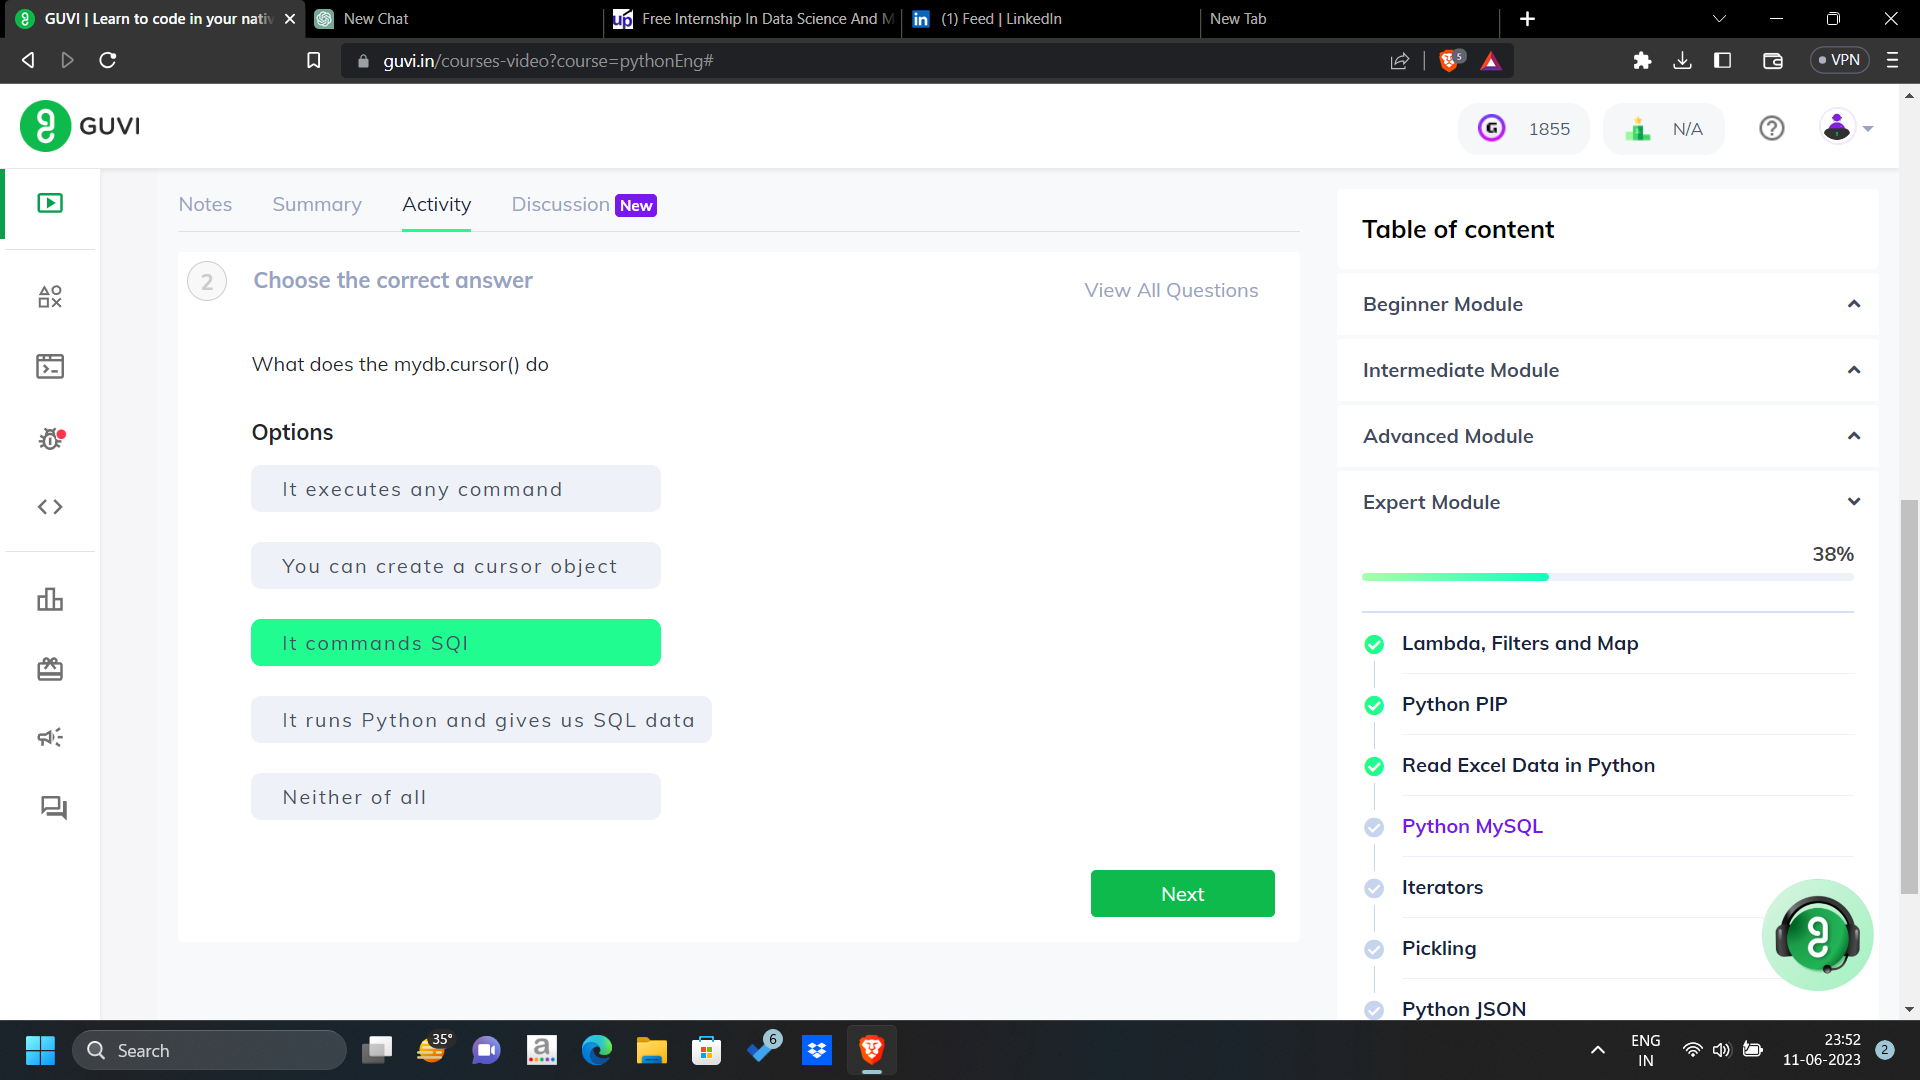 GUVI | Learn to code in your nativ
New Chat
Free Internship In Data Science And M
(1) Feed | LinkedIn
New Tab
guvi.in/courses-video?course=pythonEng#
5
VPN
GUVI
1855
N/A
Notes
Summary
Activity
Discussion New
2
Choose the correct answer
View All Questions
What does the mydb.cursor() do
Options
It executes any command
You can create a cursor object
It commands SQl
It runs Python and gives us SQL data
Neither of all
Next
Table of content
Beginner Module
Intermediate Module
Advanced Module
Expert Module
38%
Lambda, Filters and Map
Python PIP
Read Excel Data in Python
Python MySQL
Iterators
Pickling
Python JSON
Search
35°
6
ENG
IN
23:52
11-06-2023
2